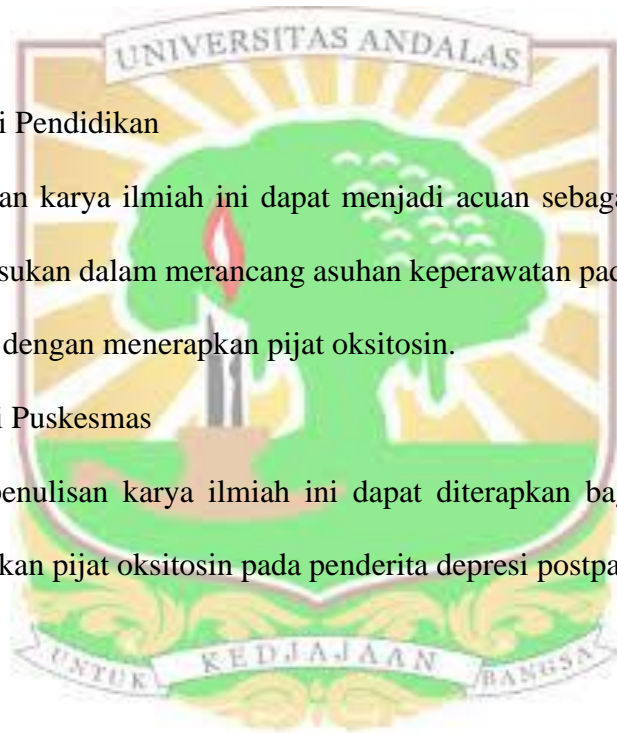 UNIVERSITAS ANDALAS
i Pendidikan
an karya ilmiah ini dapat menjadi acuan sebaga
sukan dalam merancang asuhan keperawatan pad
dengan menerapkan pijat oksitosin.
i Puskesmas
penulisan karya ilmiah ini dapat diterapkan bag
kan pijat oksitosin pada penderita depresi postpa
UNTUK KEDJAJAAN BANGSA